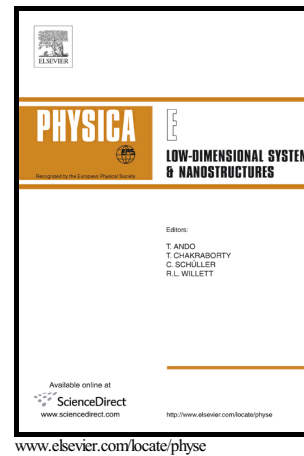 ELSEVIER
PHYSICA E
Recognized by the European Physical Society
LOW-DIMENSIONAL SYSTEM
& NANOSTRUCTURES
Editors:
T. ANDO
T. CHAKRABORTY
C. SCHÜLLER
R.L. WILLETT
Available online at
ScienceDirect
www.sciencedirect.com
http://www.elsevier.com/locate/physe
www.elsevier.com/locate/physe